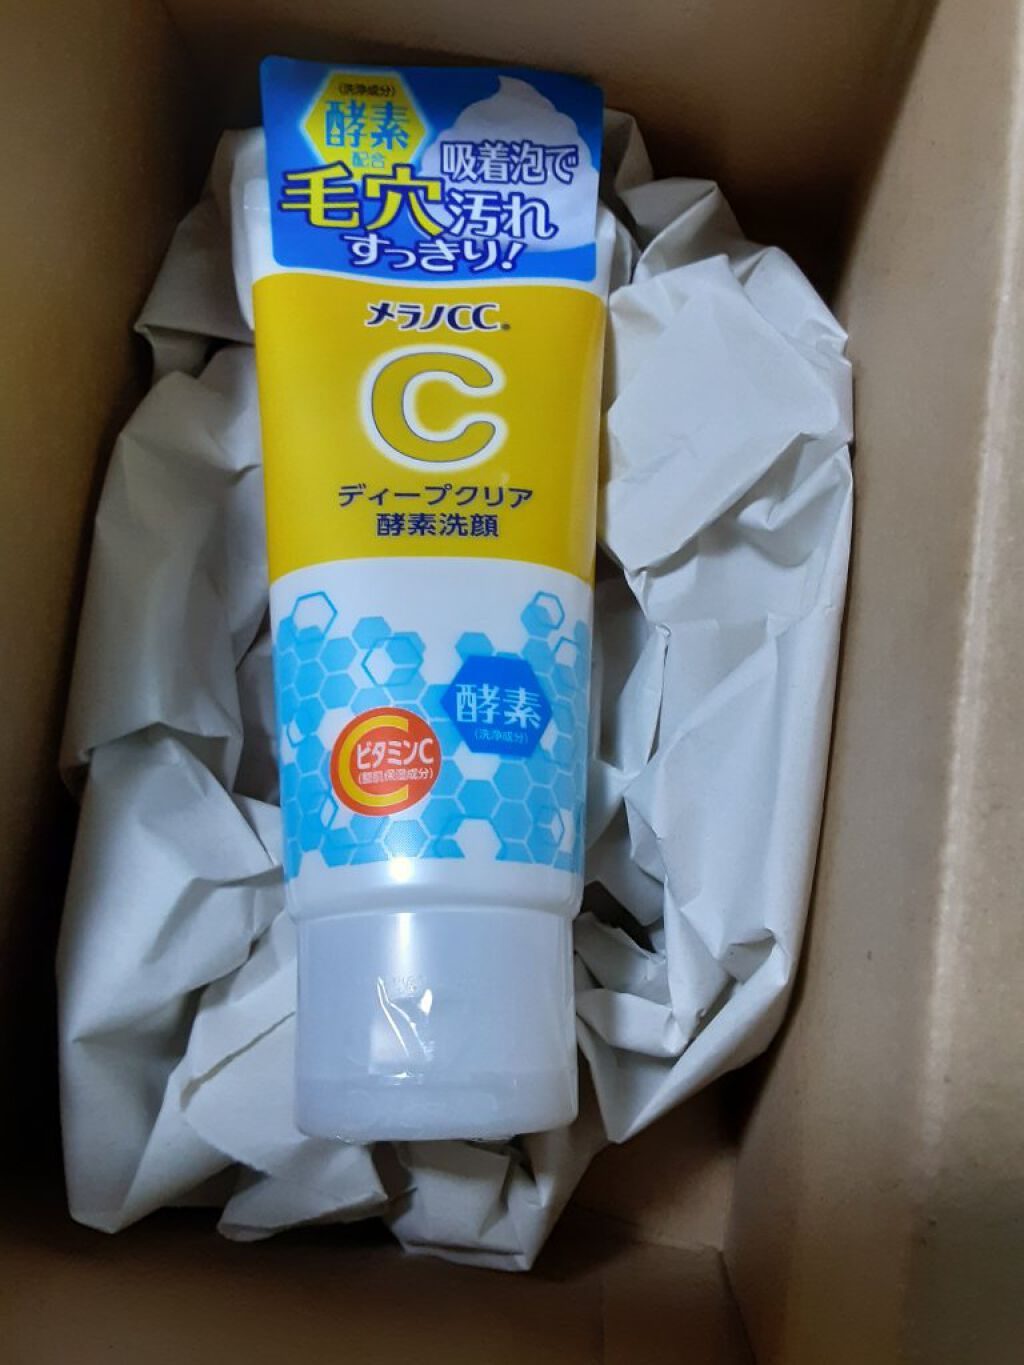 (洗浄成分)
酵素
配合
吸着泡で
毛穴汚れ
すっきり!
メラノCC®
C
ディープクリア
酵素洗顔
酵素
(洗浄成分)
C
ビタミンC
(整肌保湿成分)